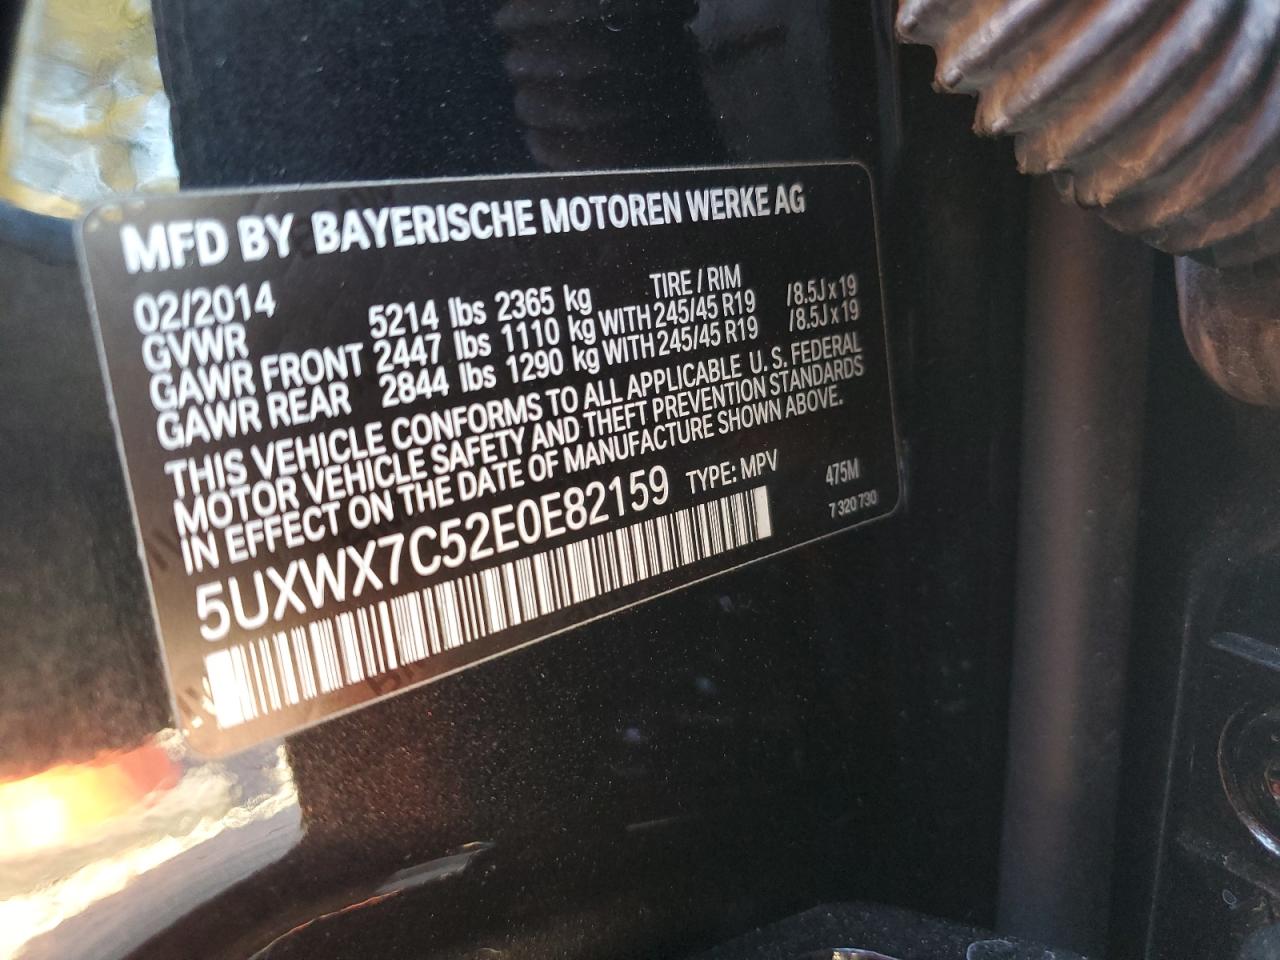 MFD BY BAYERISCHE MOTOREN WERKE AG
02/2014 TIRE / RIM
GVWR 5214 lbs 2365 kg
GAWR FRONT 2447 lbs 1110 kg WITH 245/45 R19 /8.5J x 19
GAWR REAR 2844 lbs 1290 kg WITH 245/45 R19 /8.5J x 19
THIS VEHICLE CONFORMS TO ALL APPLICABLE U. S. FEDERAL
MOTOR VEHICLE SAFETY AND THEFT PREVENTION STANDARDS
IN EFFECT ON THE DATE OF MANUFACTURE SHOWN ABOVE.
5UXWX7C52E0E82159 TYPE: MPV 475M
7 320 730